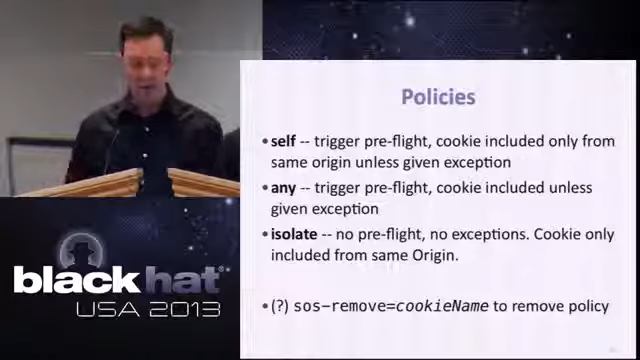 Policies
•self -- trigger pre-flight, cookie included only from
same origin unless given exception
•any -- trigger pre-flight, cookie included unless
given exception
•isolate -- no pre-flight, no exceptions. Cookie only
included from same Origin.
•(?) sos-remove=cookieName to remove policy
black hat®
USA 2013